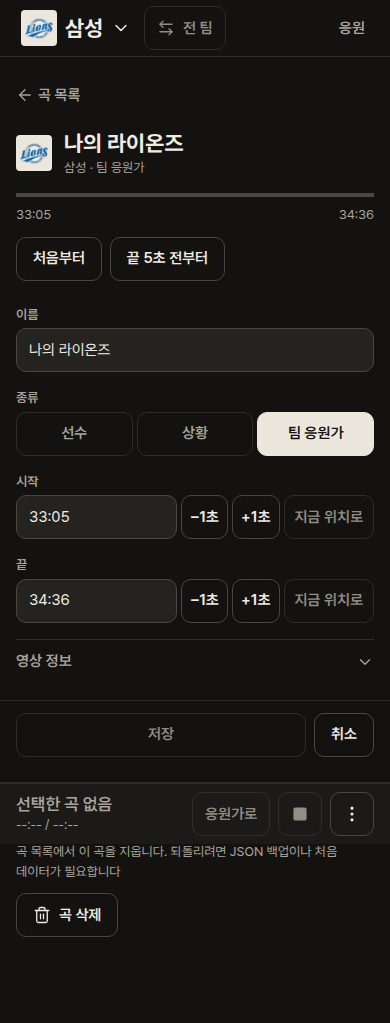 LIONS
삼성
전 팀
응원
곡 목록
LIONS
나의 라이온즈
삼성 · 팀 응원가
33:05
34:36
처음부터
끝 5초 전부터
이름
나의 라이온즈
종류
선수
상황
팀 응원가
시작
33:05
−1초
+1초
지금 위치로
끝
34:36
−1초
+1초
지금 위치로
영상 정보
저장
취소
선택한 곡 없음
--:-- / --:--
응원가로
곡 목록에서 이 곡을 지웁니다. 되돌리려면 JSON 백업이나 처음
데이터가 필요합니다
곡 삭제